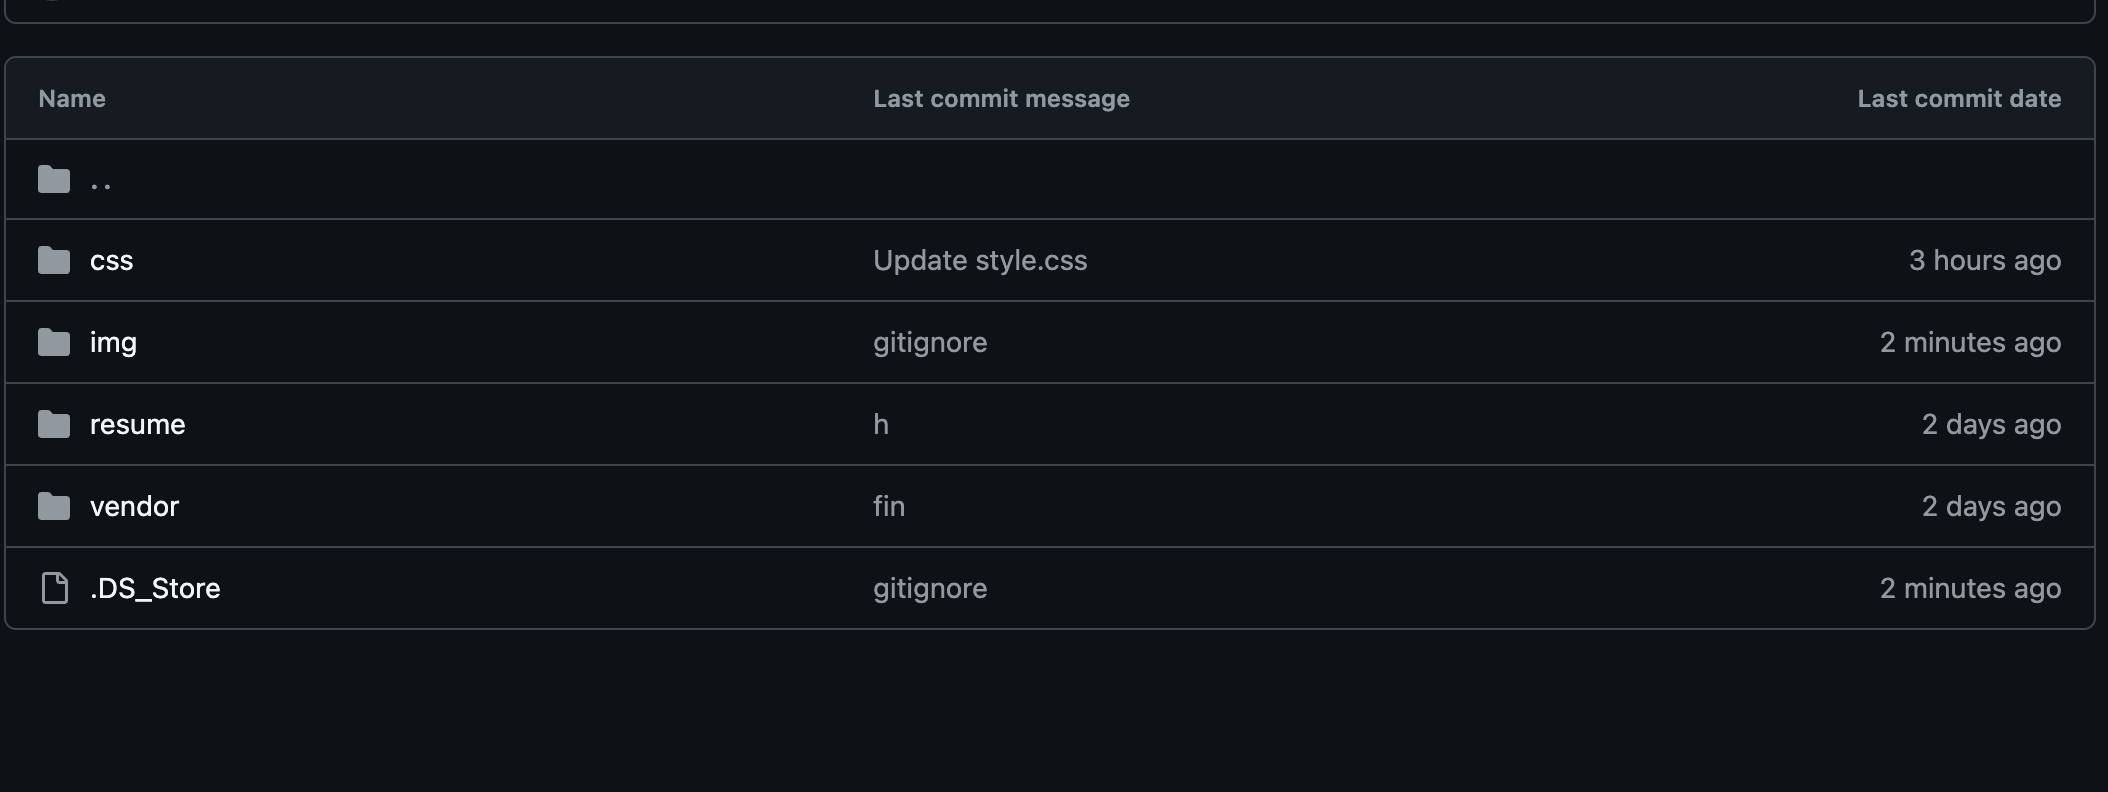 Name Last commit message Last commit date
..
css Update style.css 3 hours ago
img gitignore 2 minutes ago
resume h 2 days ago
vendor fin 2 days ago
.DS_Store gitignore 2 minutes ago